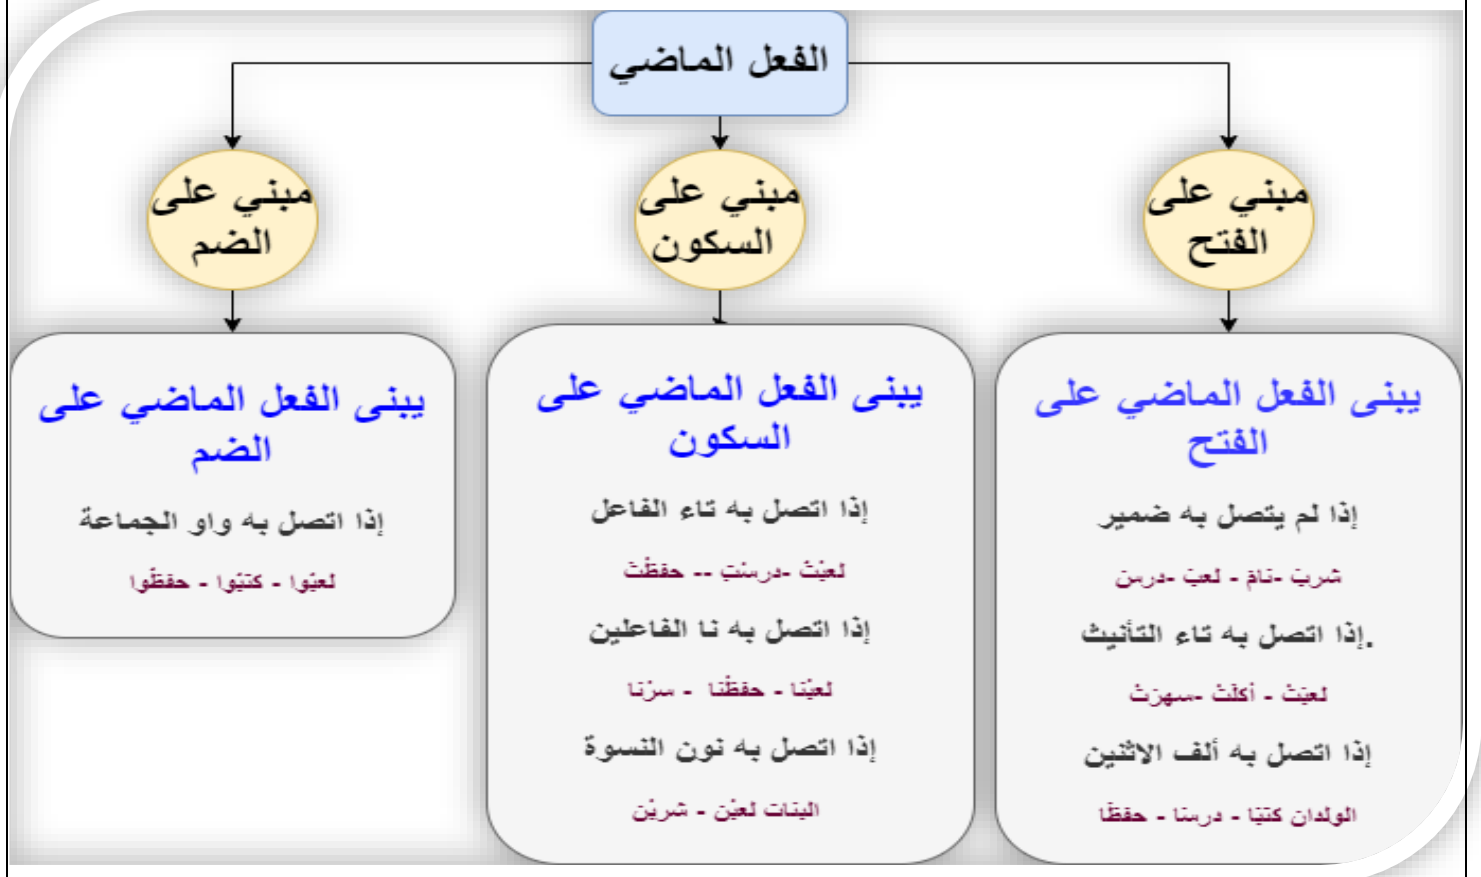 الفعل الماضي
مبني على
الفتح
مبني على
السكون
مبني على
الضم
يبنى الفعل الماضي على
الفتح
إذا لم يتصل به ضمير
شربَ -نامَ - لعبَ -درسَ
.إذا اتصل به تاء التأنيث
لعبَتْ - أكلَتْ -سهرَتْ
إذا اتصل به ألف الاثنين
الولدان كتبَا - درسَا - حفظَا
يبنى الفعل الماضي على
السكون
إذا اتصل به تاء الفاعل
لعبْتُ -درسْتِ -- حفظْتَ
إذا اتصل به نا الفاعلين
لعبْنا - حفظْنا - سرْنا
إذا اتصل به نون النسوة
البنات لعبْن - شربْن
يبنى الفعل الماضي على
الضم
إذا اتصل به واو الجماعة
لعبُوا - كتبُوا - حفظُوا